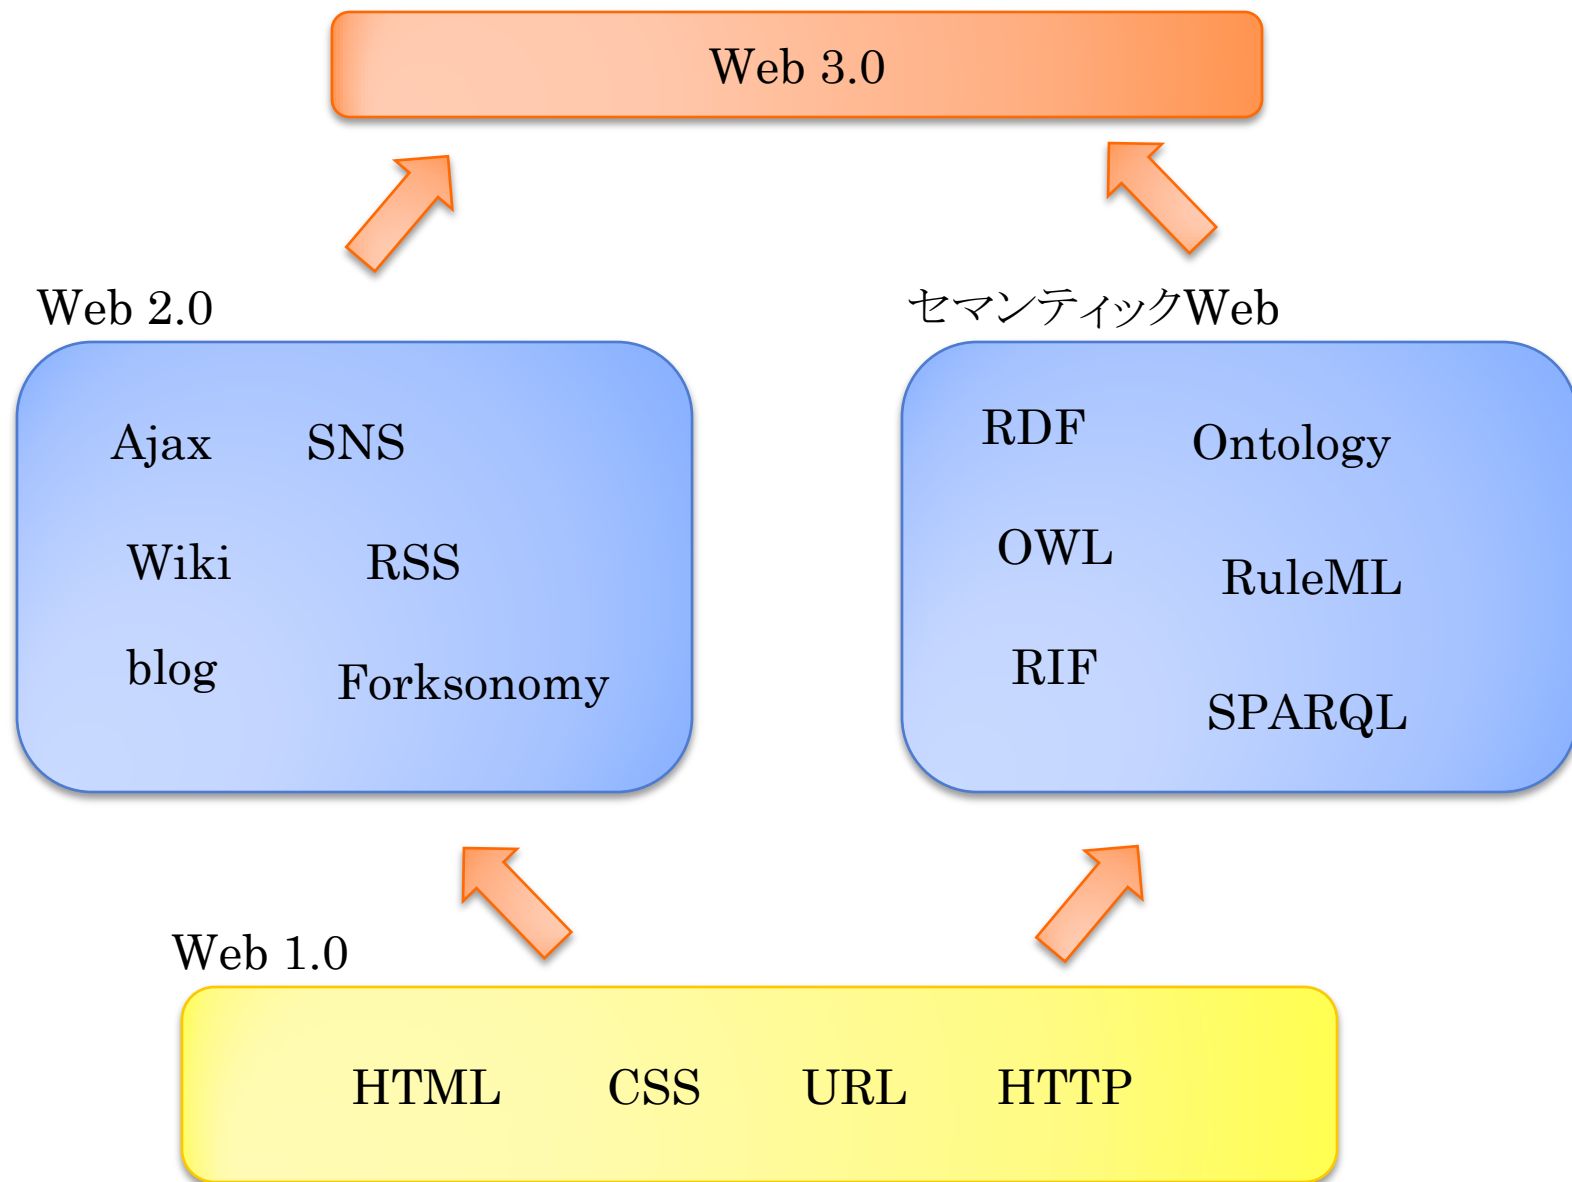 Web 3.0
Web 2.0
Ajax SNS
Wiki RSS
blog Forksonomy
セマンティックWeb
RDF Ontology
OWL RuleML
RIF SPARQL
Web 1.0
HTML CSS URL HTTP